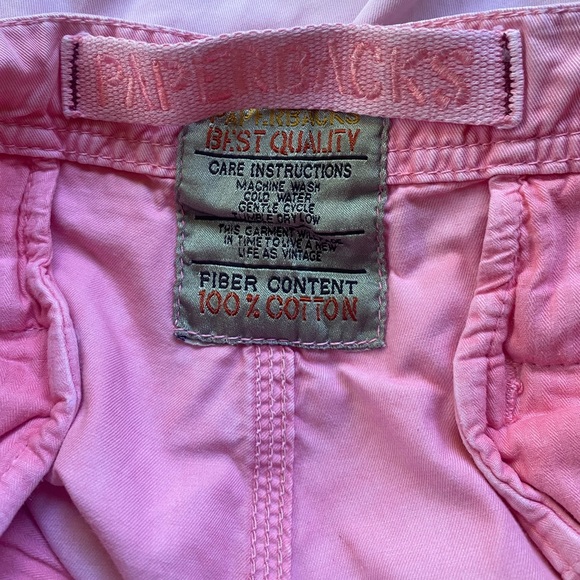 PAPERBACKS
PAPERBACKS
BEST QUALITY
CARE INSTRUCTIONS
MACHINE WASH
COLD WATER
GENTLE CYCLE
TUMBLE DRY LOW
THIS GARMENT WILL
IN TIME TO LIVE A NEW
LIFE AS VINTAGE
FIBER CONTENT
100% COTTON